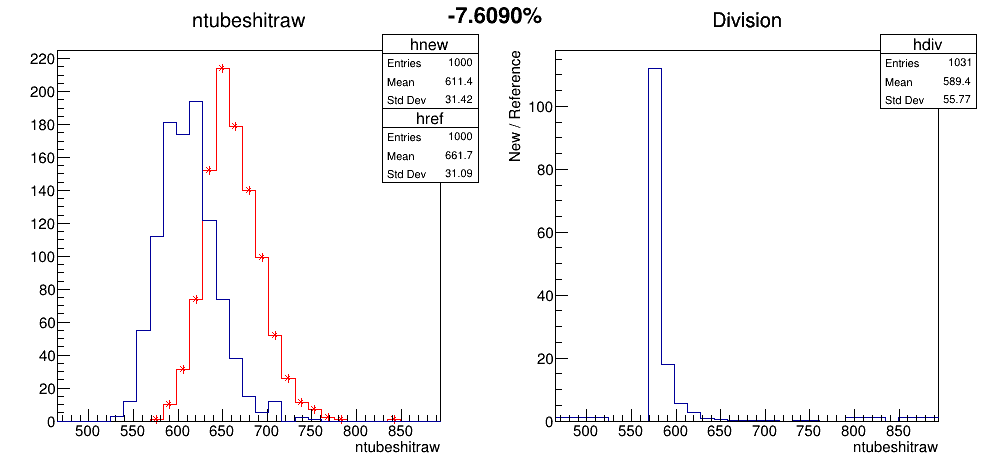 -7.6090%
ntubeshitraw
hnew
Entries 1000
Mean 611.4
Std Dev 31.42
href
Entries 1000
Mean 661.7
Std Dev 31.09
220
200
180
160
140
120
100
80
60
40
20
0
500 550 600 650 700 750 800 850
ntubeshitraw
Division
hdiv
Entries 1031
Mean 589.4
Std Dev 55.77
New / Reference
100
80
60
40
20
0
500 550 600 650 700 750 800 850
ntubeshitraw